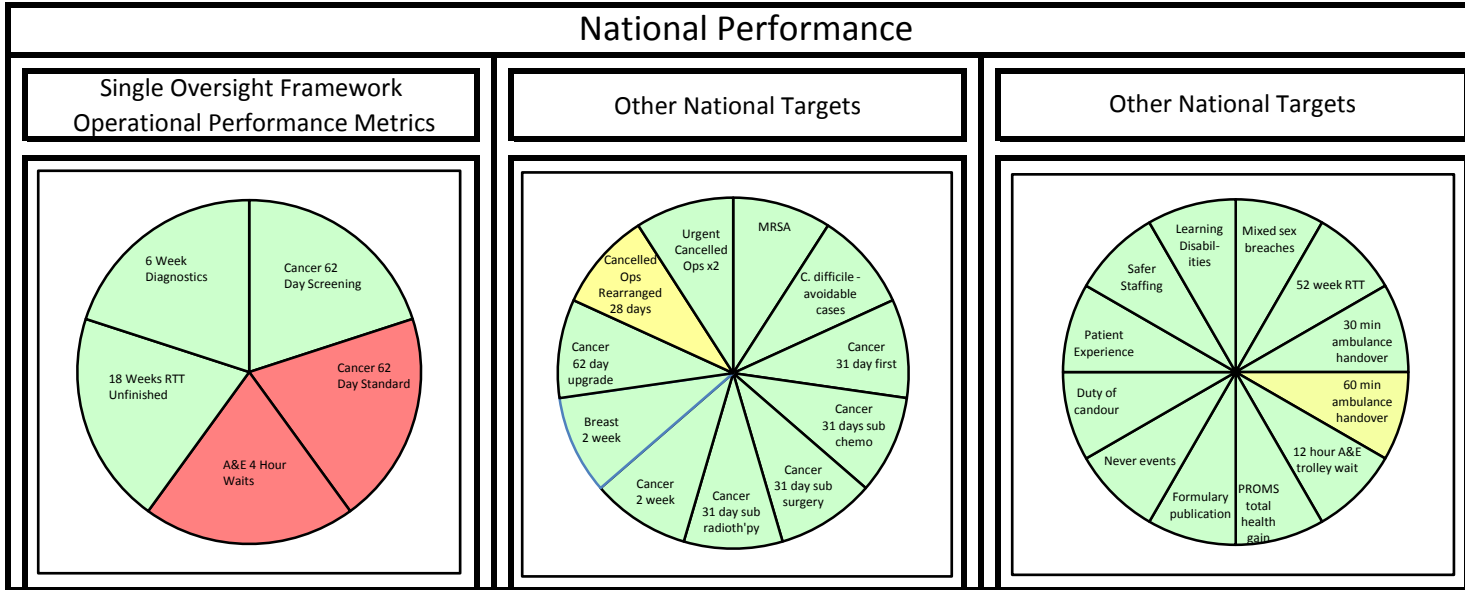 National Performance
Single Oversight Framework
Operational Performance Metrics
6 Week
Diagnostics
Cancer 62
Day Screening
18 Weeks RTT
Unfinished
Cancer 62
Day Standard
A&E 4 Hour
Waits
Other National Targets
Urgent
Cancelled
Ops x2
MRSA
Cancelled
Ops
Rearranged
28 days
C. difficile -
avoidable
cases
Cancer
62 day
upgrade
Cancer
31 day first
Breast
2 week
Cancer
31 days sub
chemo
Cancer
2 week
Cancer
31 day sub
radioth'py
Cancer
31 day sub
surgery
Other National Targets
Learning
Disabil-
ities
Mixed sex
breaches
Safer
Staffing
52 week RTT
Patient
Experience
30 min
ambulance
handover
Duty of
candour
60 min
ambulance
handover
Never events
12 hour A&E
trolley wait
Formulary
publication
PROMS
total
health
gain